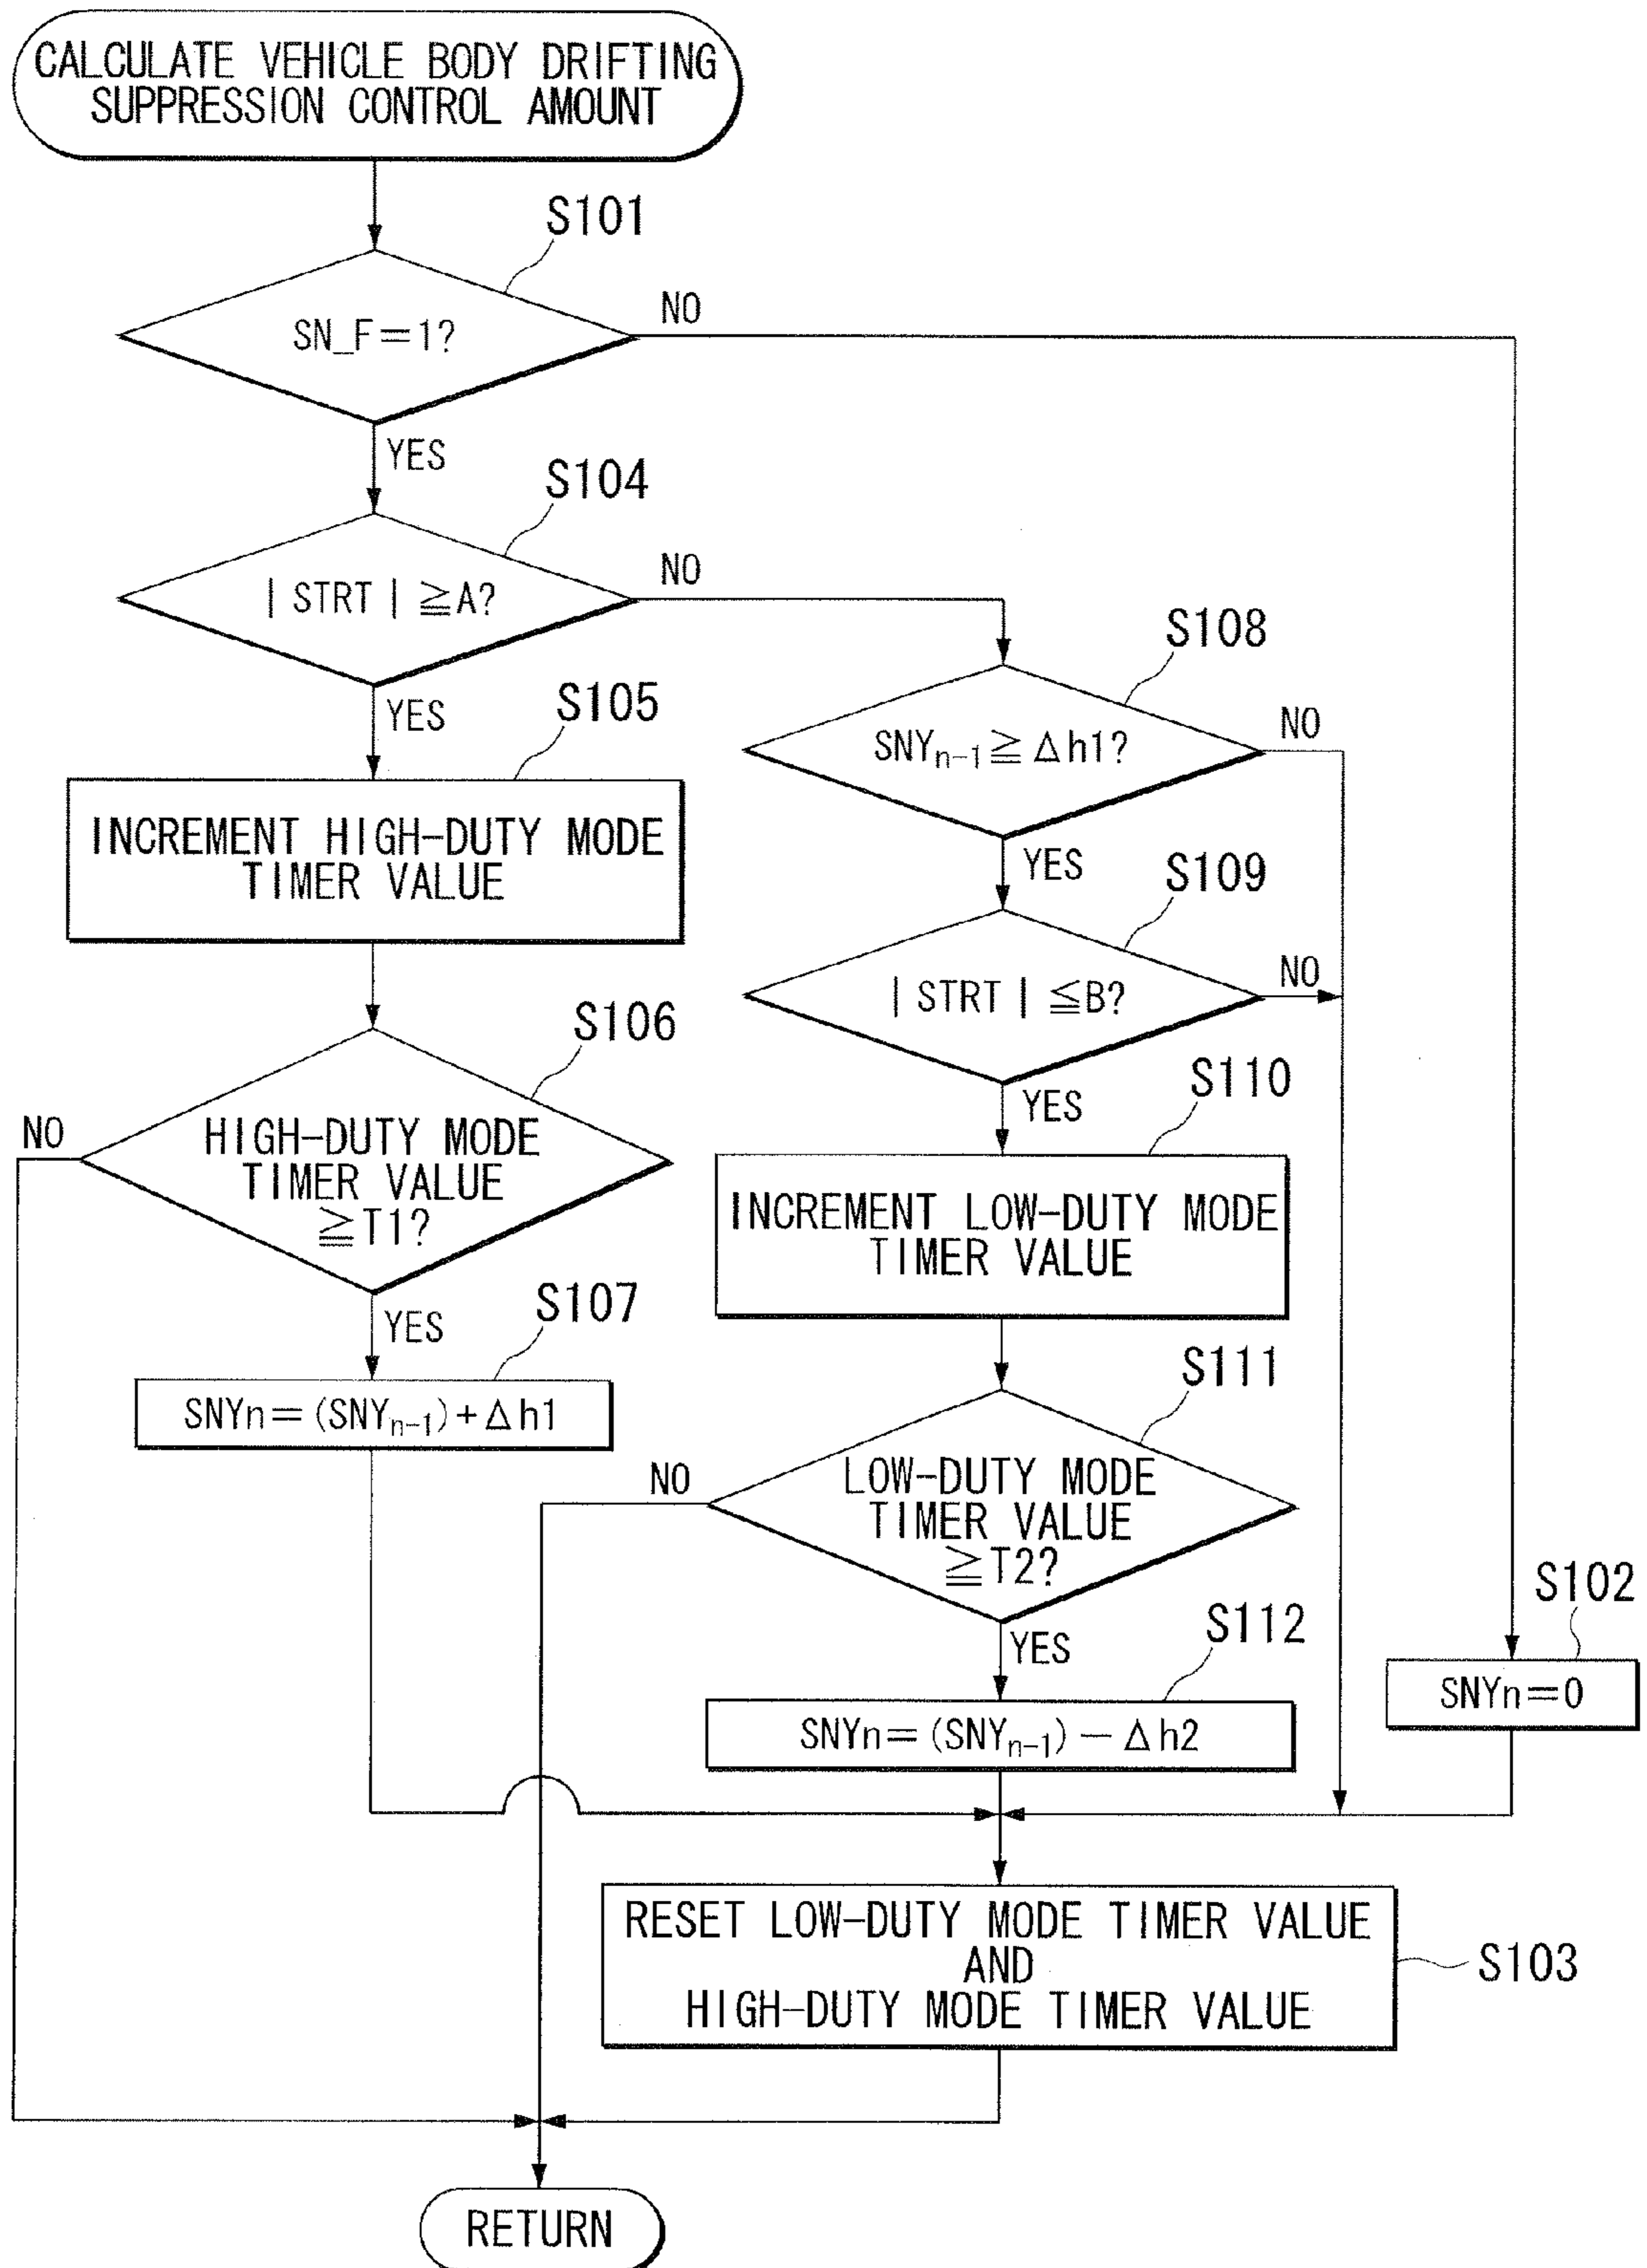 CALCULATE VEHICLE BODY DRIFTING
SUPPRESSION CONTROL AMOUNT
S101
SN_F=1?
NO
YES
S104
| STRT | ≧A?
NO
YES
S105
INCREMENT HIGH-DUTY MODE
TIMER VALUE
S106
HIGH-DUTY MODE
TIMER VALUE
≧T1?
NO
YES
S107
SNYn=(SNYn-1)+Δh1
S108
SNYn-1≧Δh1?
NO
YES
S109
| STRT | ≦B?
NO
YES
S110
INCREMENT LOW-DUTY MODE
TIMER VALUE
S111
LOW-DUTY MODE
TIMER VALUE
≧T2?
NO
YES
S112
SNYn=(SNYn-1)-Δh2
S102
SNYn=0
RESET LOW-DUTY MODE TIMER VALUE
AND
HIGH-DUTY MODE TIMER VALUE
S103
RETURN